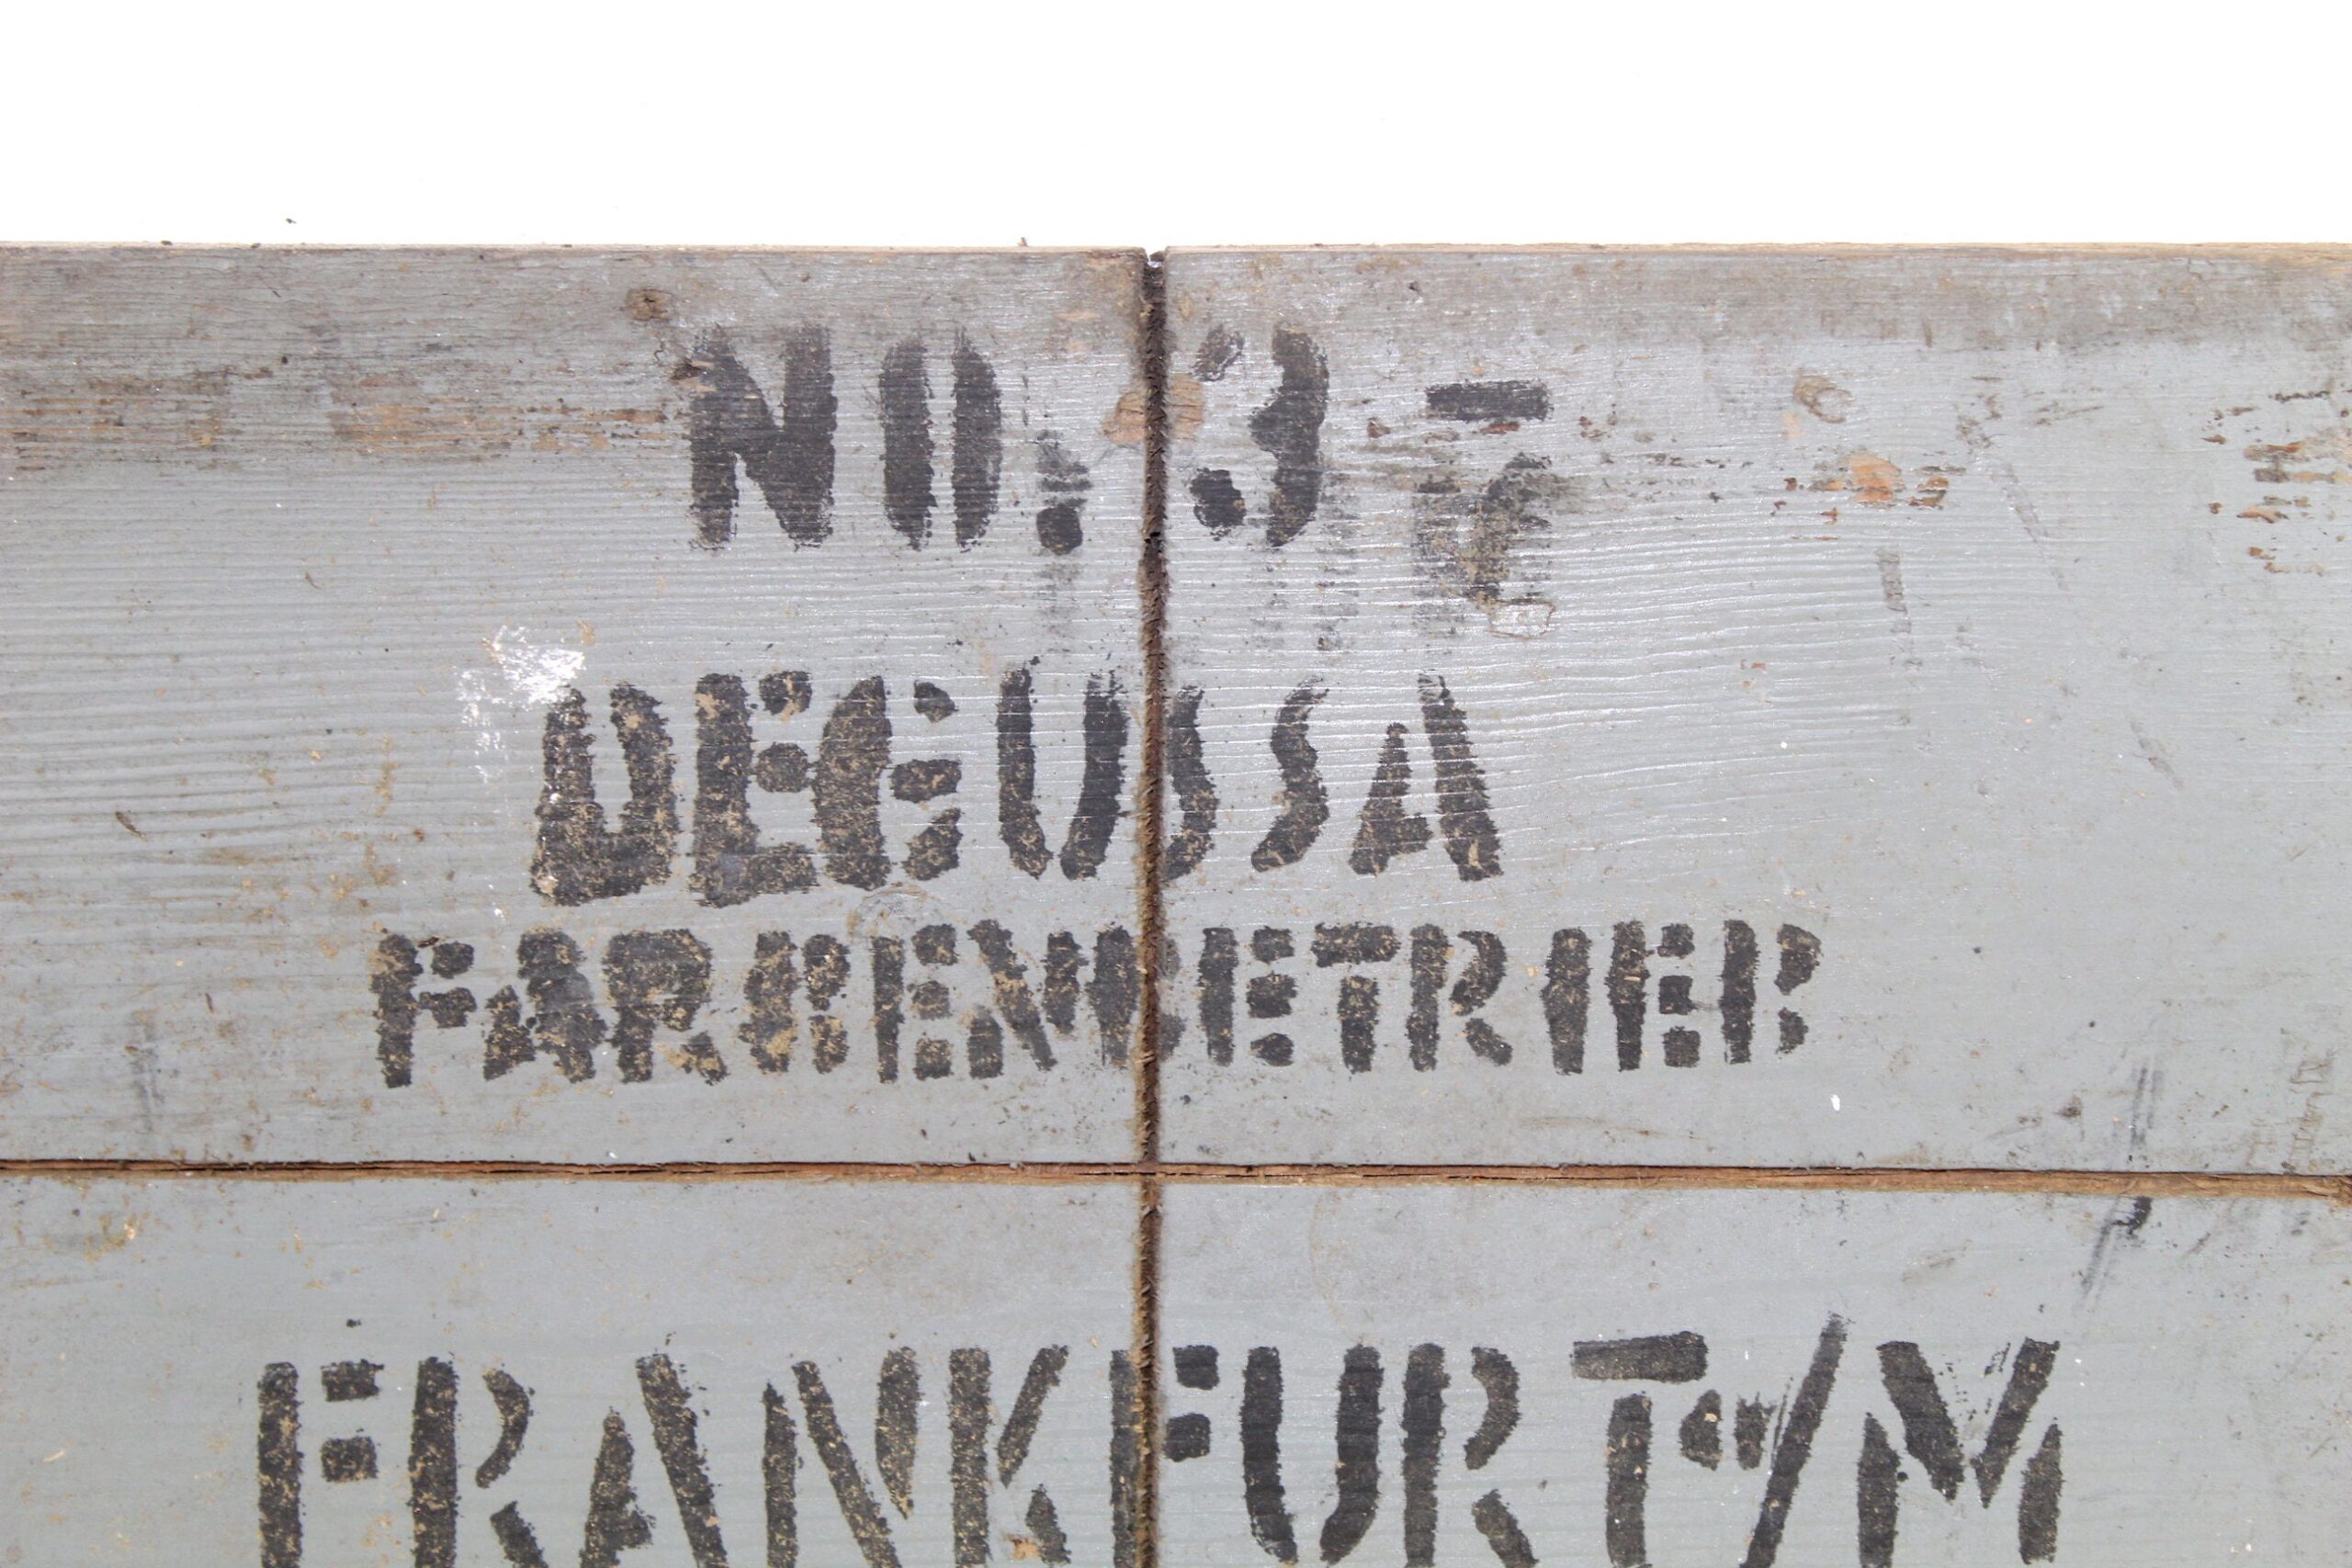 NO. 3
DEGUSSA
FARBENBETRIEB
FRANKFURT a/M